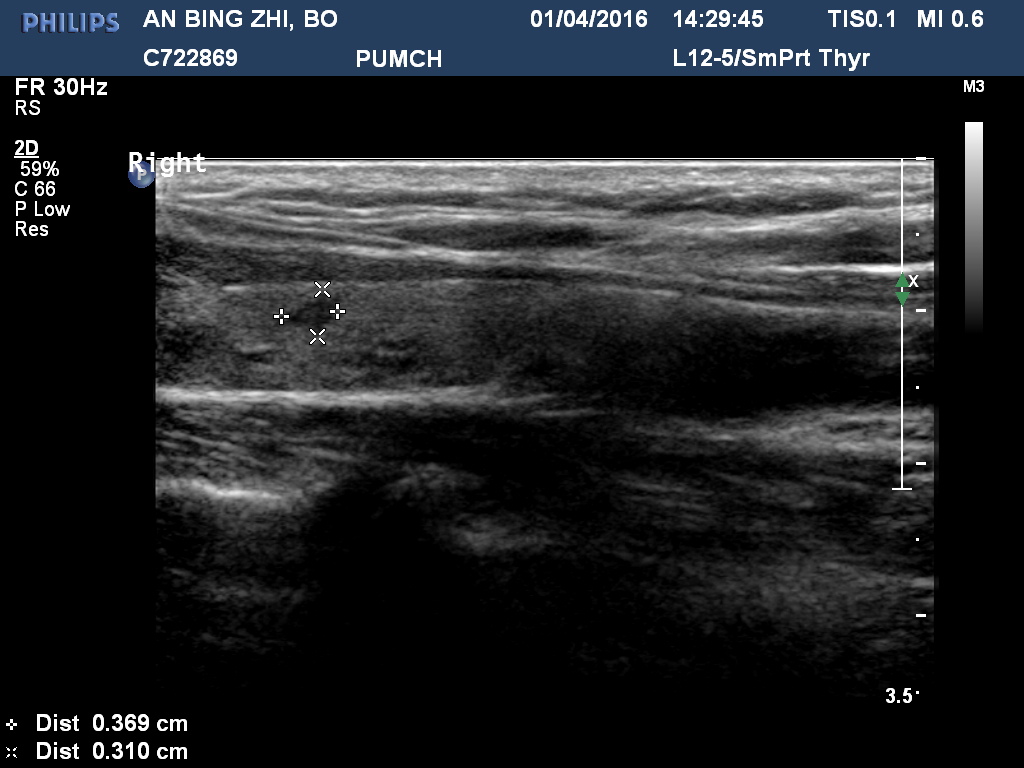 PHILIPS
AN BING ZHI, BO 01/04/2016 14:29:45 TIS0.1 MI 0.6
C722869 PUMCH L12-5/SmPrt Thyr
FR 30Hz
RS
M3
2D
59%
C 66
P Low
Res
Right
P
X
3.5
Dist 0.369 cm
Dist 0.310 cm